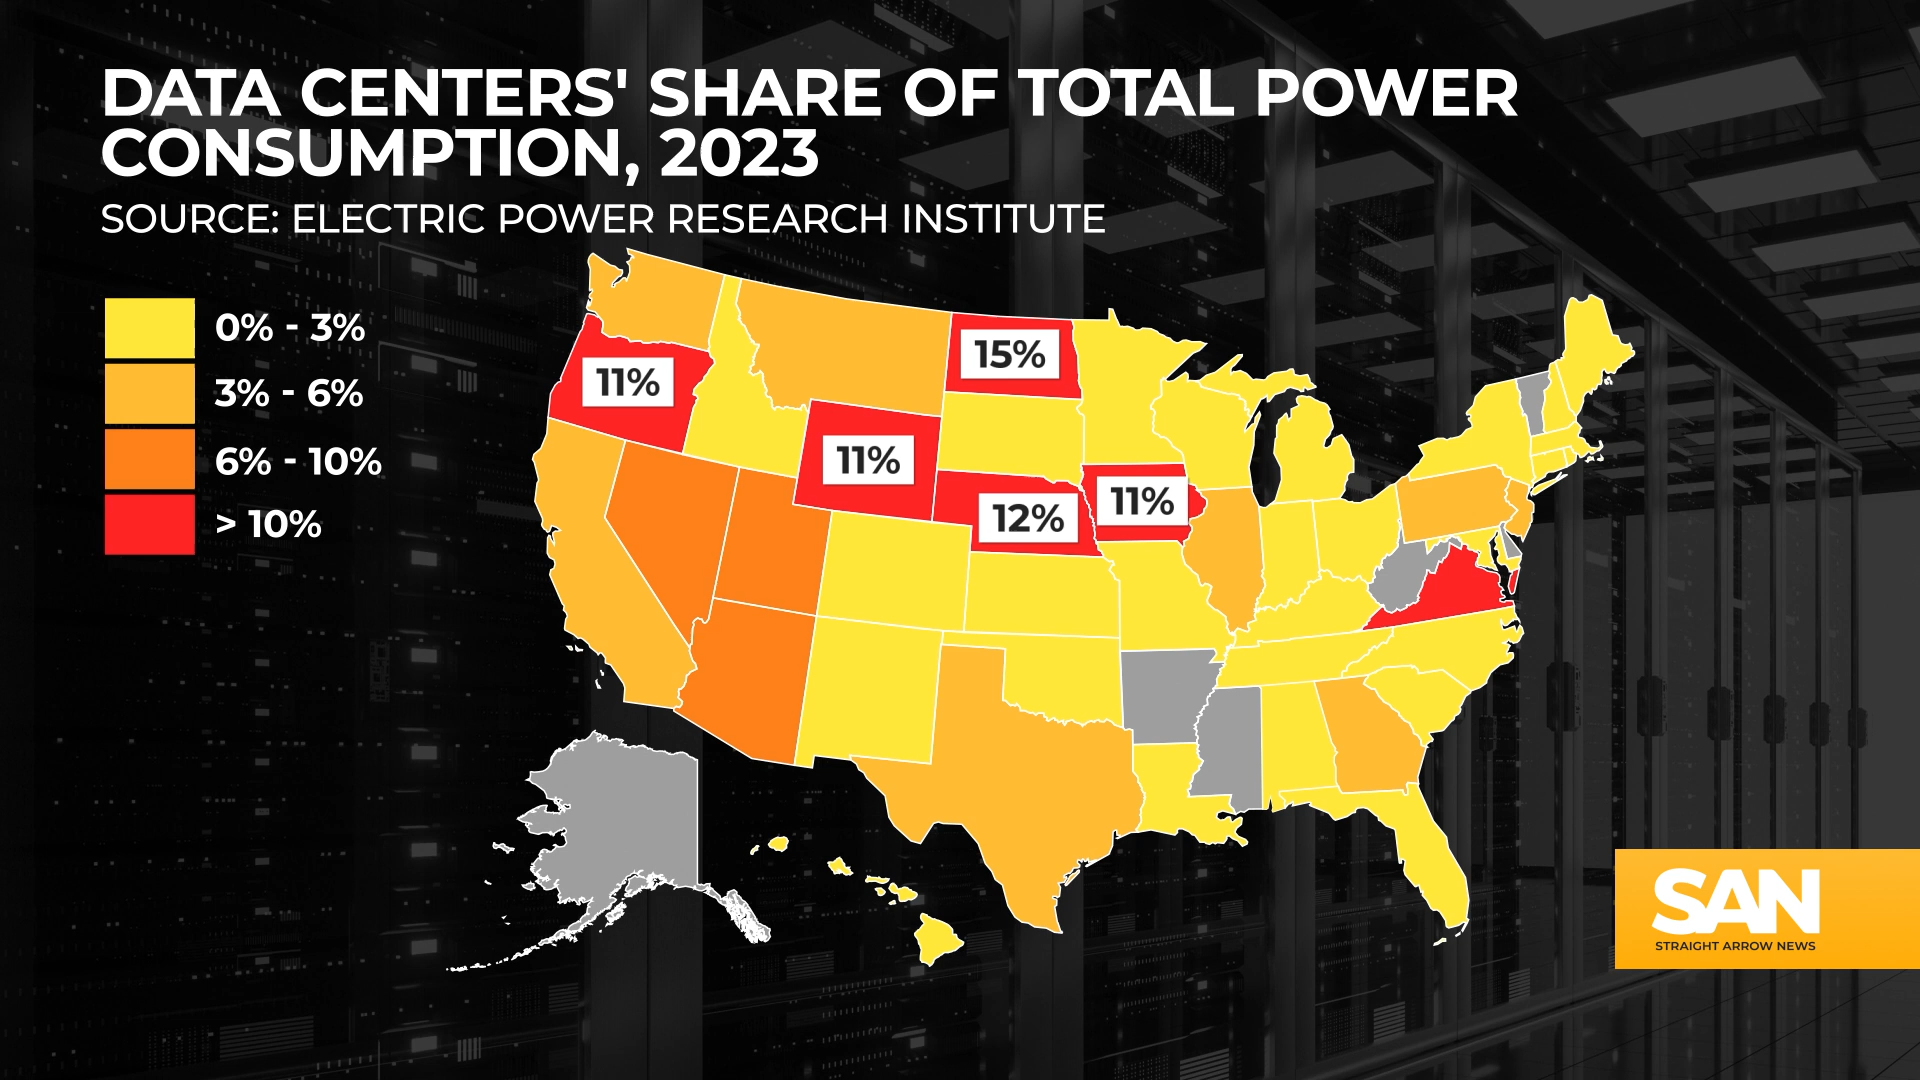 DATA CENTERS' SHARE OF TOTAL POWER
CONSUMPTION, 2023
SOURCE: ELECTRIC POWER RESEARCH INSTITUTE
0% - 3%
3% - 6%
6% - 10%
> 10%
15%
11%
11%
11%
12%
SAN
STRAIGHT ARROW NEWS